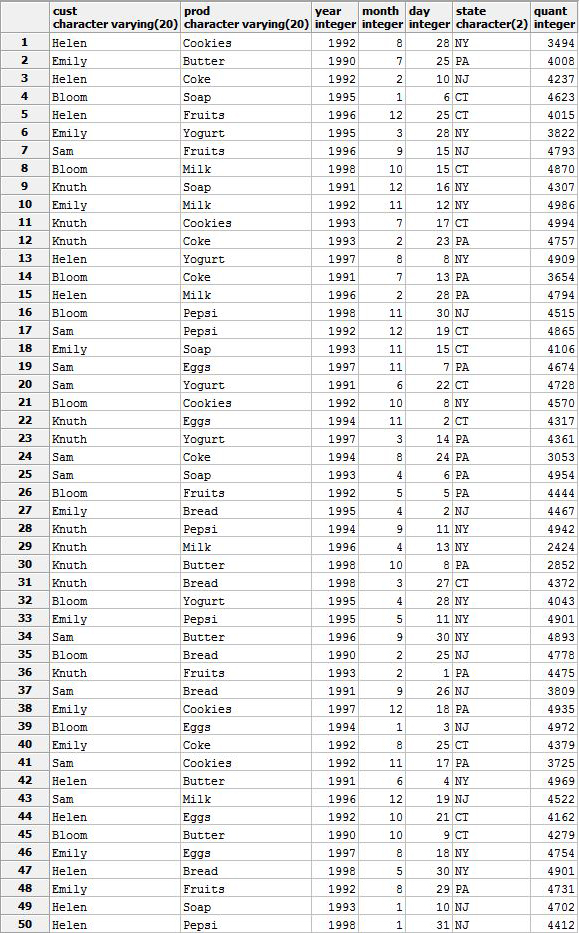 cust prod year month day state quant
character varying(20) character varying(20) integer integer integer character(2) integer
1 Helen Cookies 1992 8 28 NY 3494
2 Emily Butter 1990 7 25 PA 4008
3 Helen Coke 1992 2 10 NJ 4237
4 Bloom Soap 1995 1 6 CT 4623
5 Helen Fruits 1996 12 25 CT 4015
6 Emily Yogurt 1995 3 28 NY 3822
7 Sam Fruits 1996 9 15 NJ 4793
8 Bloom Milk 1998 10 15 CT 4870
9 Knuth Soap 1991 12 16 NY 4307
10 Emily Milk 1992 11 12 NY 4986
11 Knuth Cookies 1993 7 17 CT 4994
12 Knuth Coke 1993 2 23 PA 4757
13 Helen Yogurt 1997 8 8 NY 4909
14 Bloom Coke 1991 7 13 PA 3654
15 Helen Milk 1996 2 28 PA 4794
16 Bloom Pepsi 1998 11 30 NJ 4515
17 Sam Pepsi 1992 12 19 CT 4865
18 Emily Soap 1993 11 15 CT 4106
19 Sam Eggs 1997 11 7 PA 4674
20 Sam Yogurt 1991 6 22 CT 4728
21 Bloom Cookies 1992 10 8 NY 4570
22 Knuth Eggs 1994 11 2 CT 4317
23 Knuth Yogurt 1997 3 14 PA 4361
24 Sam Coke 1994 8 24 PA 3053
25 Sam Soap 1993 4 6 PA 4954
26 Bloom Fruits 1992 5 5 PA 4444
27 Emily Bread 1995 4 2 NJ 4467
28 Knuth Pepsi 1994 9 11 NY 4942
29 Knuth Milk 1996 4 13 NY 2424
30 Knuth Butter 1998 10 8 PA 2852
31 Knuth Bread 1998 3 27 CT 4372
32 Bloom Yogurt 1995 4 28 NY 4043
33 Emily Pepsi 1995 5 11 NY 4901
34 Sam Butter 1996 9 30 NY 4893
35 Bloom Bread 1990 2 25 NJ 4778
36 Knuth Fruits 1993 2 1 PA 4475
37 Sam Bread 1991 9 26 NJ 3809
38 Emily Cookies 1997 12 18 PA 4935
39 Bloom Eggs 1994 1 3 NJ 4972
40 Emily Coke 1992 8 25 CT 4379
41 Sam Cookies 1992 11 17 PA 3725
42 Helen Butter 1991 6 4 NY 4969
43 Sam Milk 1996 12 19 NJ 4522
44 Helen Eggs 1992 10 21 CT 4162
45 Bloom Butter 1990 10 9 CT 4279
46 Emily Eggs 1997 8 18 NY 4754
47 Helen Bread 1998 5 30 NY 4901
48 Emily Fruits 1992 8 29 PA 4731
49 Helen Soap 1993 1 10 NJ 4702
50 Helen Pepsi 1998 1 31 NJ 4412